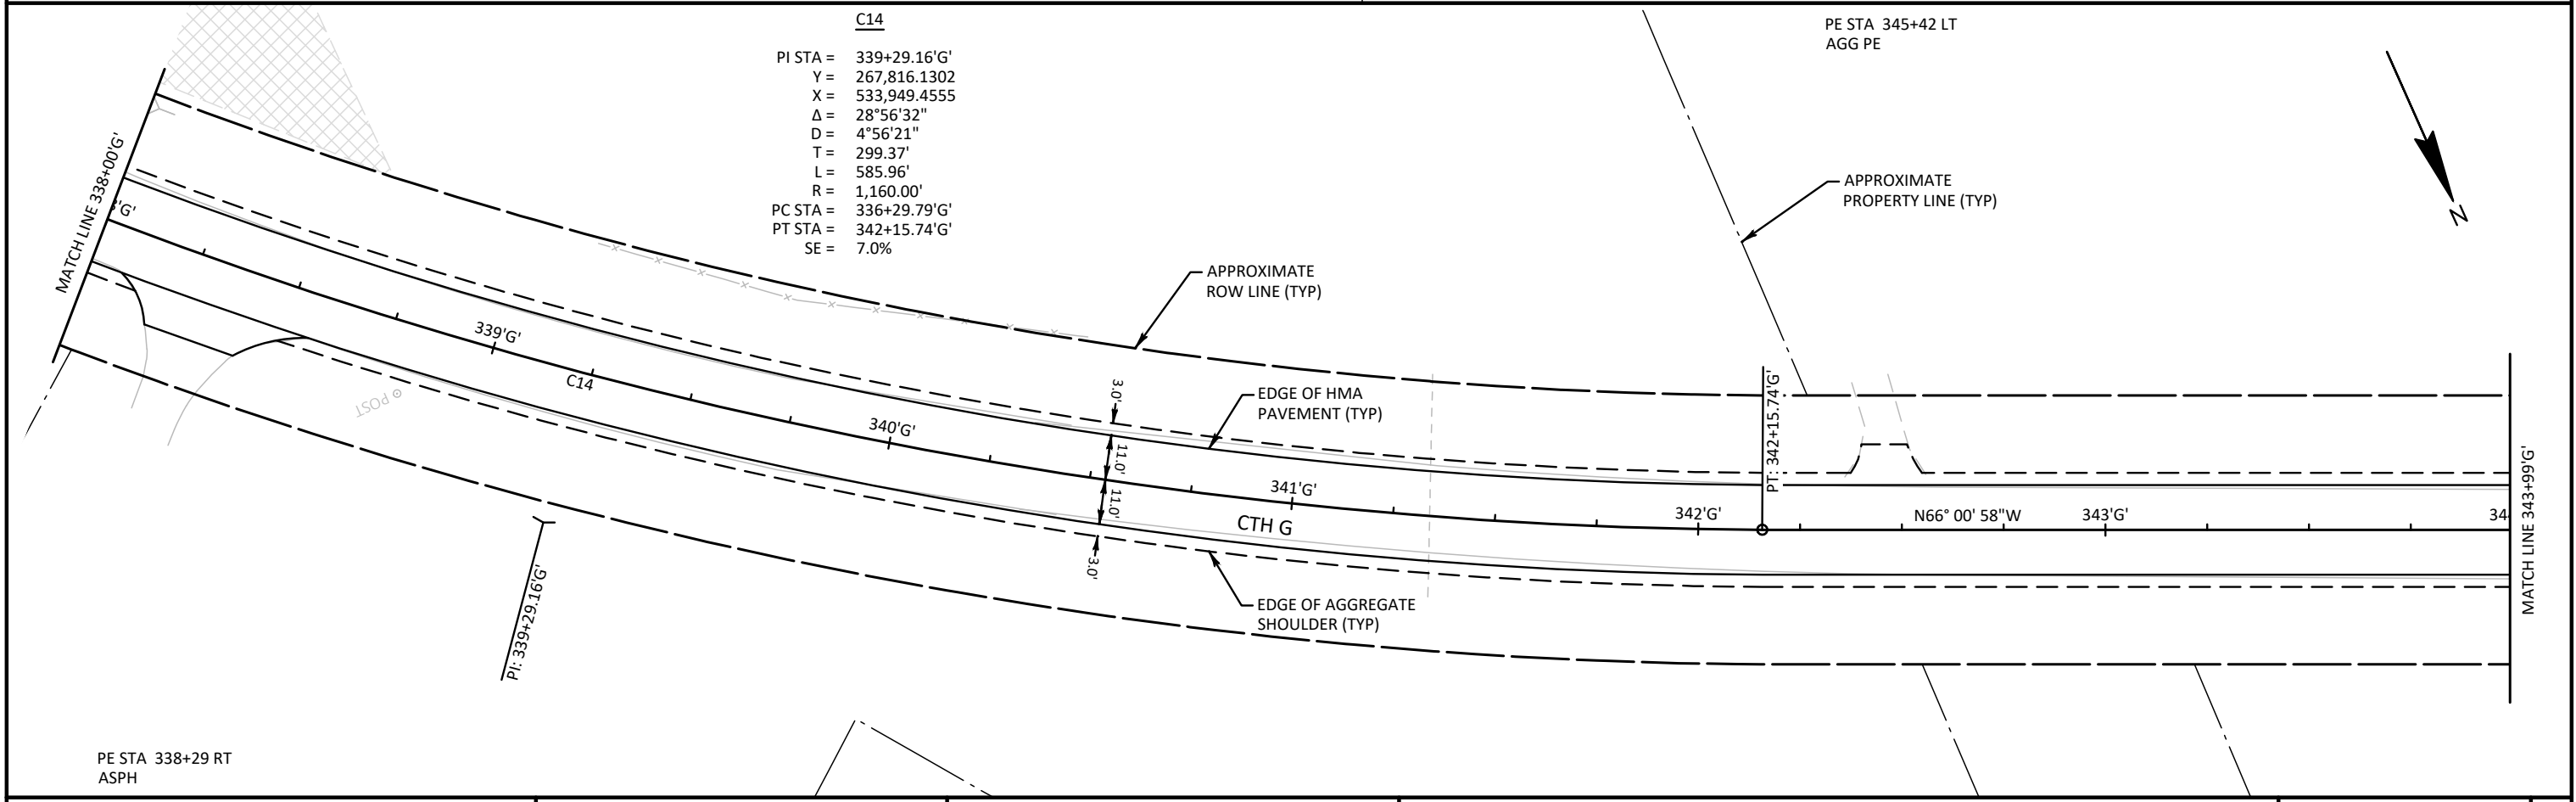 C14
PI STA = 339+29.16'G'
Y = 267,816.1302
X = 533,949.4555
Δ = 28°56'32"
D = 4°56'21"
T = 299.37'
L = 585.96'
R = 1,160.00'
PC STA = 336+29.79'G'
PT STA = 342+15.74'G'
SE = 7.0%
PE STA 345+42 LT
AGG PE
N
APPROXIMATE
PROPERTY LINE (TYP)
APPROXIMATE
ROW LINE (TYP)
MATCH LINE 338+00'G'
'G'
339'G'
C14
POST
340'G'
3.0'
11.0'
11.0'
3.0'
EDGE OF HMA
PAVEMENT (TYP)
341'G'
CTH G
342'G'
PT: 342+15.74'G'
N66° 00' 58"W
343'G'
34
MATCH LINE 343+99'G'
PI: 339+29.16'G'
EDGE OF AGGREGATE
SHOULDER (TYP)
PE STA 338+29 RT
ASPH